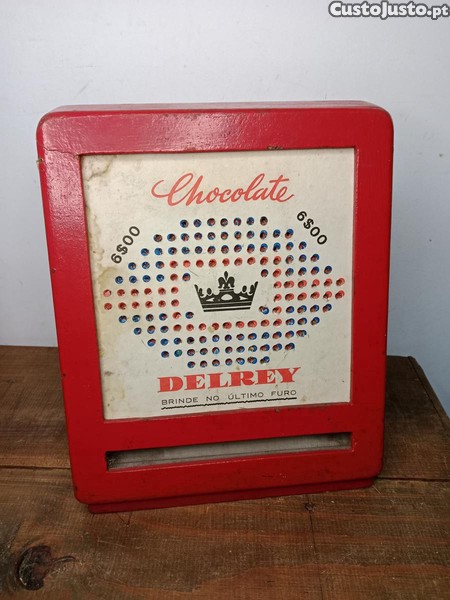 CustoJusto.pt
Chocolate
6$00
6$00
DELREY
BRINDE NO ÚLTIMO FURO